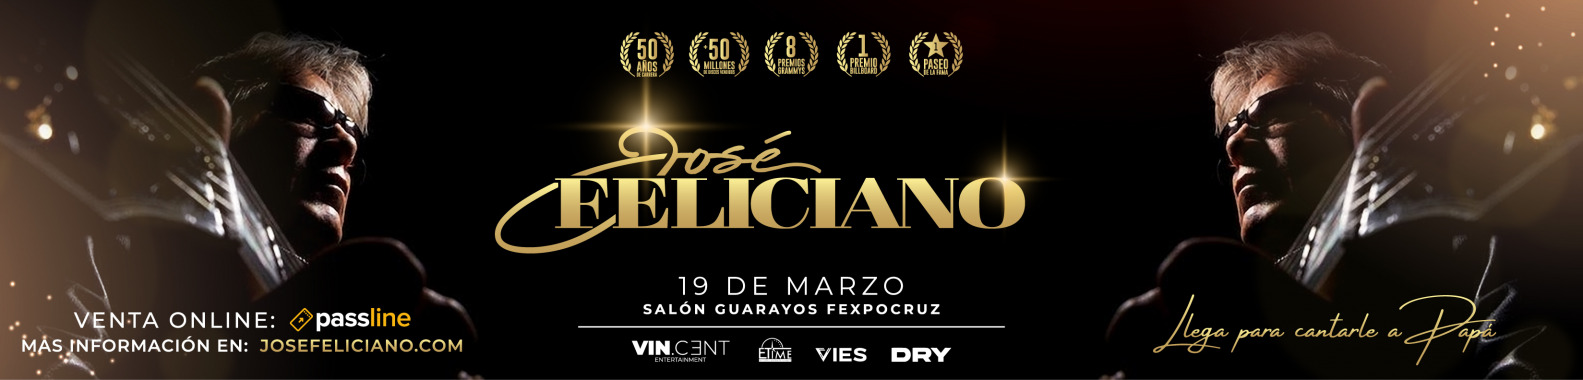 50 AÑOS DE CARRERA
+50 MILLONES DE DISCOS VENDIDOS
8 PREMIOS GRAMMYS
1 PREMIO BILLBOARD
1 PASEO DE LA FAMA
José
FELICIANO
19 DE MARZO
SALÓN GUARAYOS FEXPOCRUZ
VIN.CENT
ENTERTAINMENT
ETIME
VIES
DRY
VENTA ONLINE: passline
MÁS INFORMACIÓN EN: JOSEFELICIANO.COM
Llega para cantarle a Papá